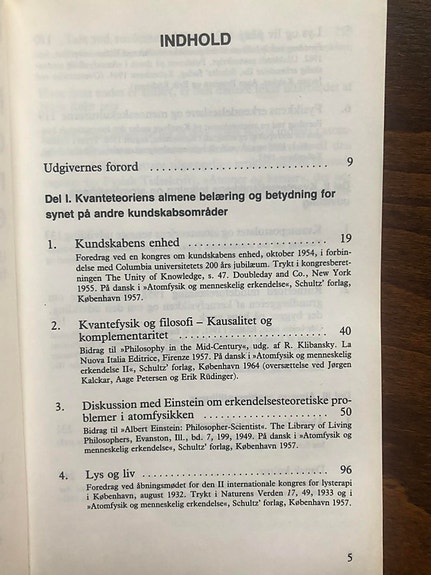 INDHOLD
Udgivernes forord . . . . . . . . . . . . . . . . . . . . . . . . . . . . . . 9
Del I. Kvanteteoriens almene belæring og betydning for
synet på andre kundskabsområder
1. Kundskabens enhed . . . . . . . . . . . . . . . . . . . . . . . 19
Foredrag ved en kongres om kundskabens enhed, oktober 1954, i forbin-
delse med Columbia universitetets 200 års jubilæum. Trykt i kongresberet-
ningen The Unity of Knowledge, s. 47. Doubleday and Co., New York
1955. På dansk i »Atomfysik og menneskelig erkendelse«, Schultz' forlag,
København 1957.
2. Kvantefysik og filosofi – Kausalitet og
komplementaritet . . . . . . . . . . . . . . . . . . . . . . . . 40
Bidrag til »Philosophy in the Mid-Century«, udg. af R. Klibansky. La
Nuova Italia Editrice, Firenze 1957. På dansk i »Atomfysik og menneskelig
erkendelse II«, Schultz' forlag, København 1964 (oversættelse ved Jørgen
Kalckar, Aage Petersen og Erik Rüdinger).
3. Diskussion med Einstein om erkendelsesteoretiske pro-
blemer i atomfysikken . . . . . . . . . . . . . . . . . . . . 50
Bidrag til »Albert Einstein: Philosopher-Scientist«. The Library of Living
Philosophers, Evanston, Ill., bd. 7, 199, 1949. På dansk i »Atomfysik og
menneskelig erkendelse«, Schultz' forlag, København 1957.
4. Lys og liv . . . . . . . . . . . . . . . . . . . . . . . . . . . . . . 96
Foredrag ved åbningsmødet for den II internationale kongres for lysterapi
i København, august 1932. Trykt i Naturens Verden 17, 49, 1933 og i
»Atomfysik og menneskelig erkendelse«, Schultz' forlag, København 1957.
5